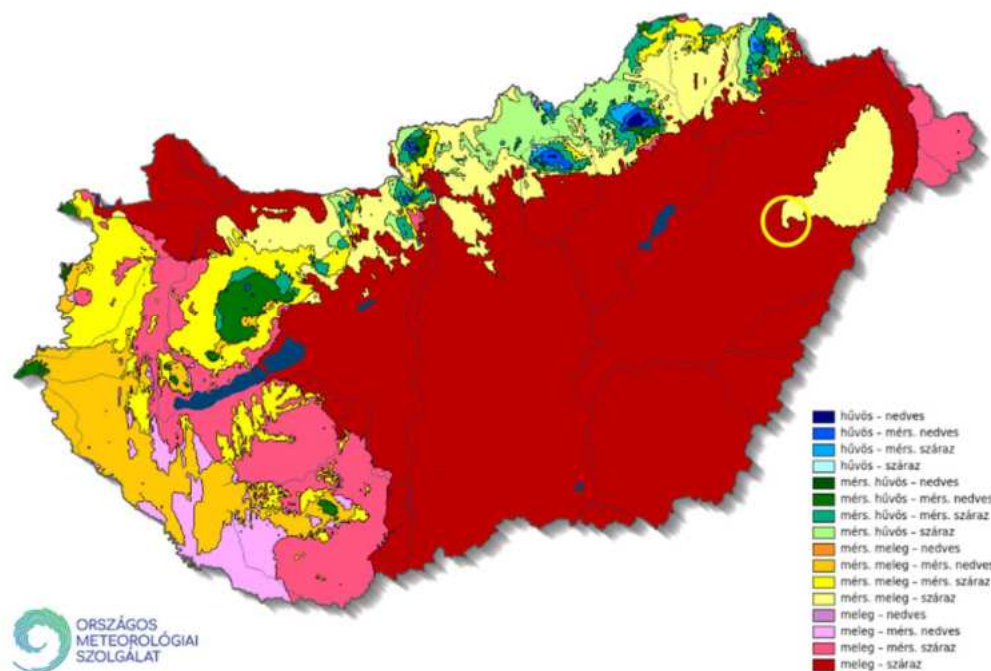 hűvös – nedves
hűvös – mérs. nedves
hűvös – mérs. száraz
hűvös – száraz
mérs. hűvös – nedves
mérs. hűvös – mérs. nedves
mérs. hűvös – mérs. száraz
mérs. hűvös – száraz
mérs. meleg – nedves
mérs. meleg – mérs. nedves
mérs. meleg – mérs. száraz
mérs. meleg – száraz
meleg – nedves
meleg – mérs. nedves
meleg – mérs. száraz
meleg – száraz
ORSZÁGOS
METEOROLÓGIAI
SZOLGÁLAT